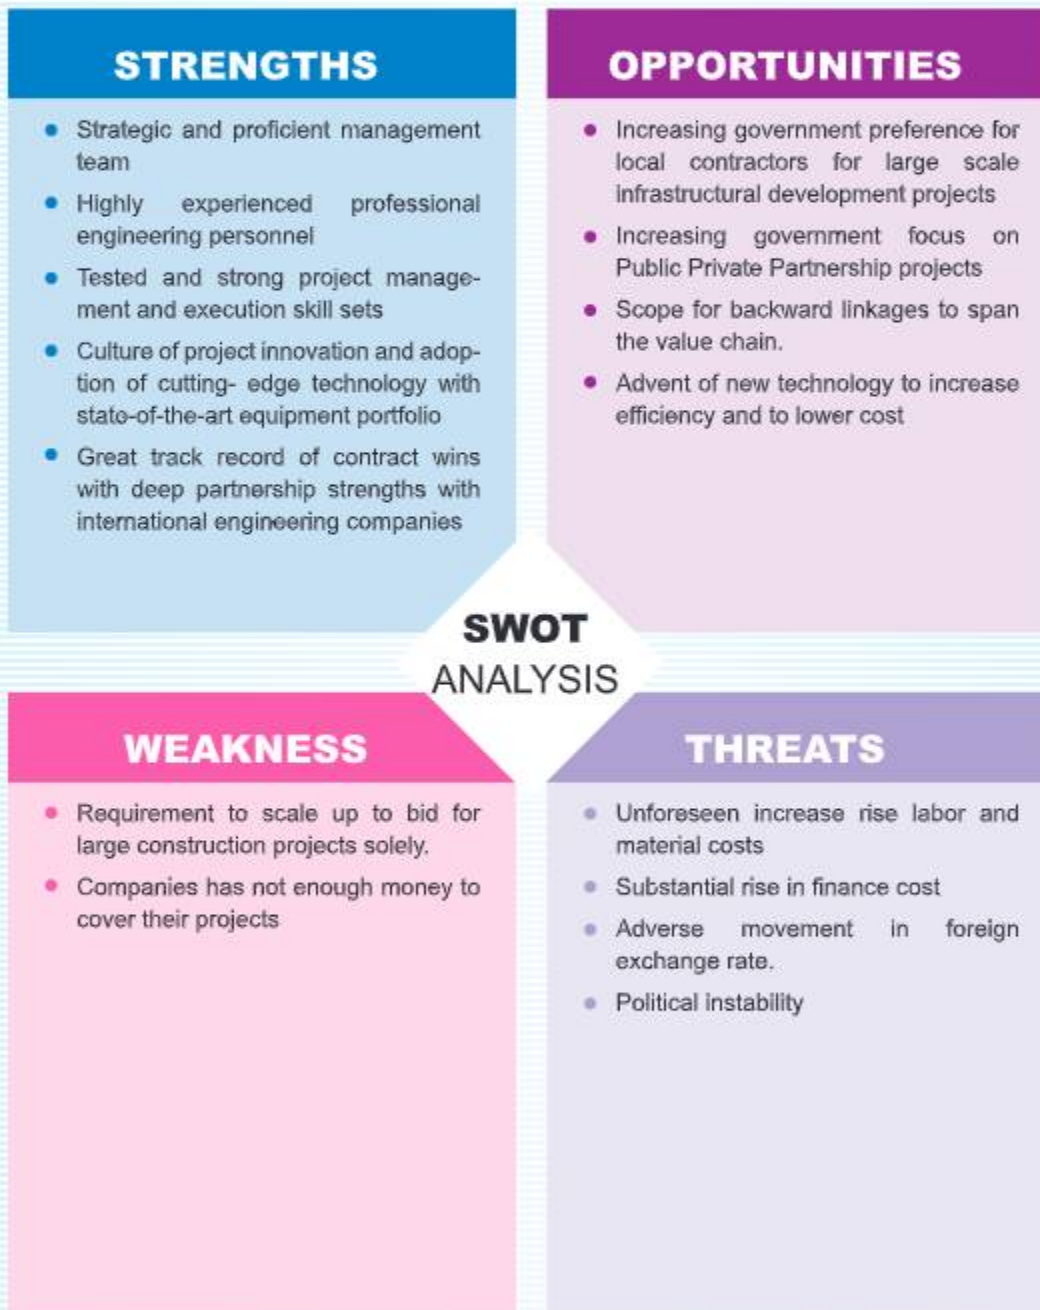 STRENGTHS
Strategic and proficient management
team
Highly experienced professional
engineering personnel
Tested and strong project manage-
ment and execution skill sets
Culture of project innovation and adop-
tion of cutting- edge technology with
state-of-the-art equipment portfolio
Great track record of contract wins
with deep partnership strengths with
international engineering companies
OPPORTUNITIES
Increasing government preference for
local contractors for large scale
infrastructural development projects
Increasing government focus on
Public Private Partnership projects
Scope for backward linkages to span
the value chain.
Advent of new technology to increase
efficiency and to lower cost
SWOT
ANALYSIS
WEAKNESS
Requirement to scale up to bid for
large construction projects solely.
Companies has not enough money to
cover their projects
THREATS
Unforeseen increase rise labor and
material costs
Substantial rise in finance cost
Adverse movement in foreign
exchange rate.
Political instability